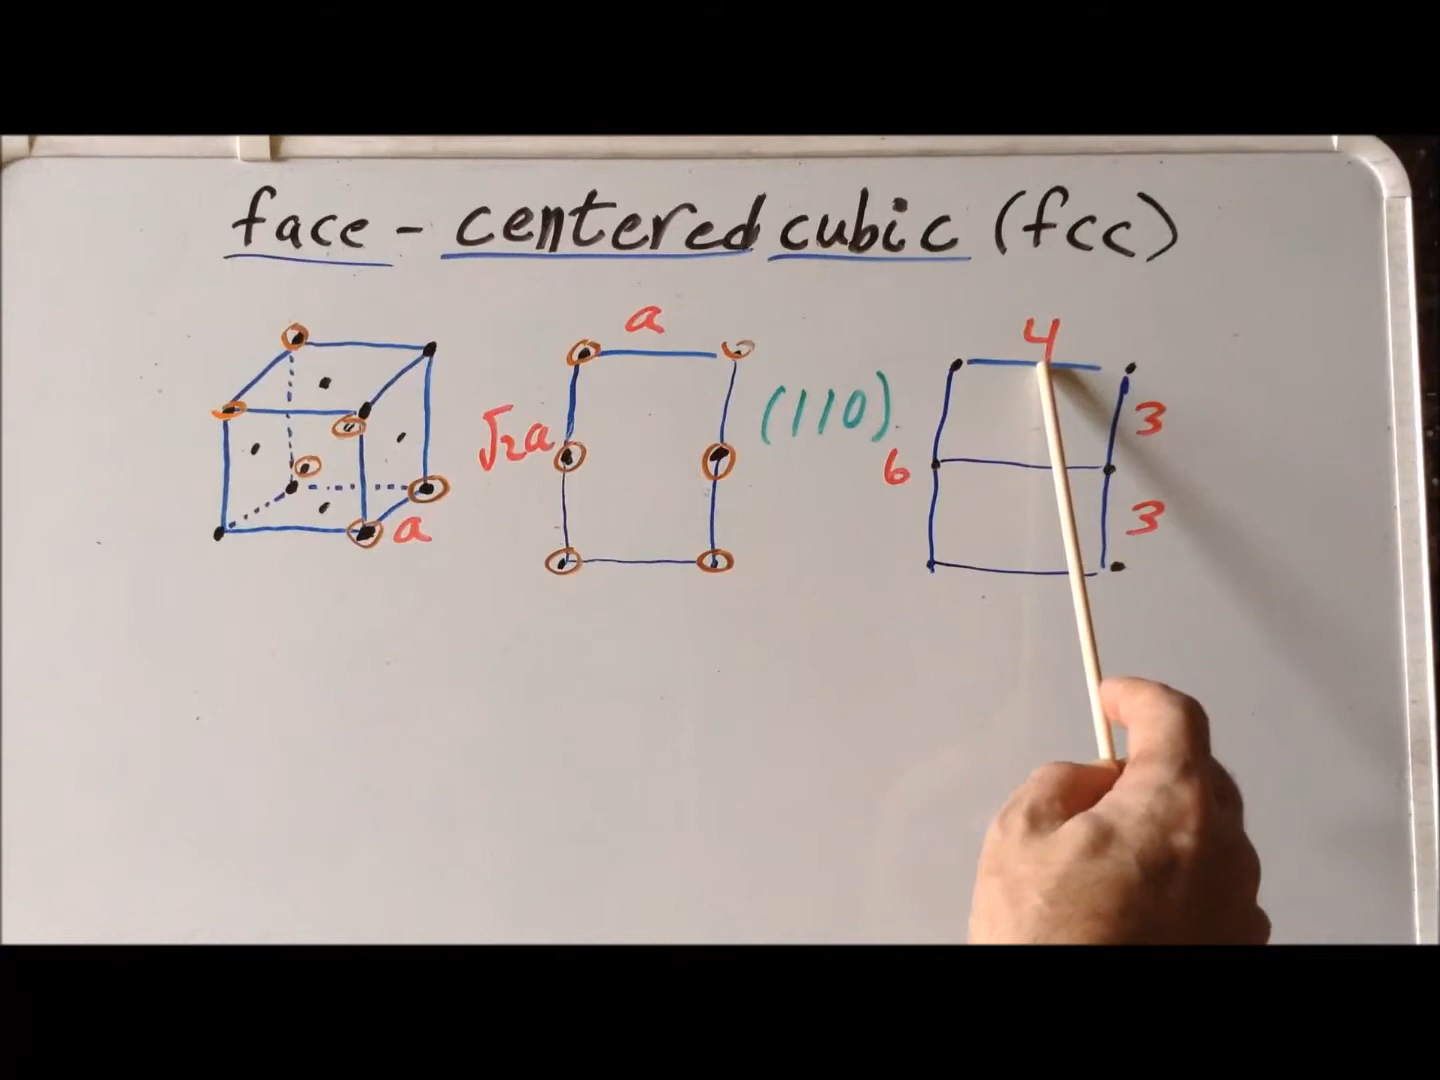 face - centered cubic (fcc)
a
4
(110)
3
√2a
6
a
3